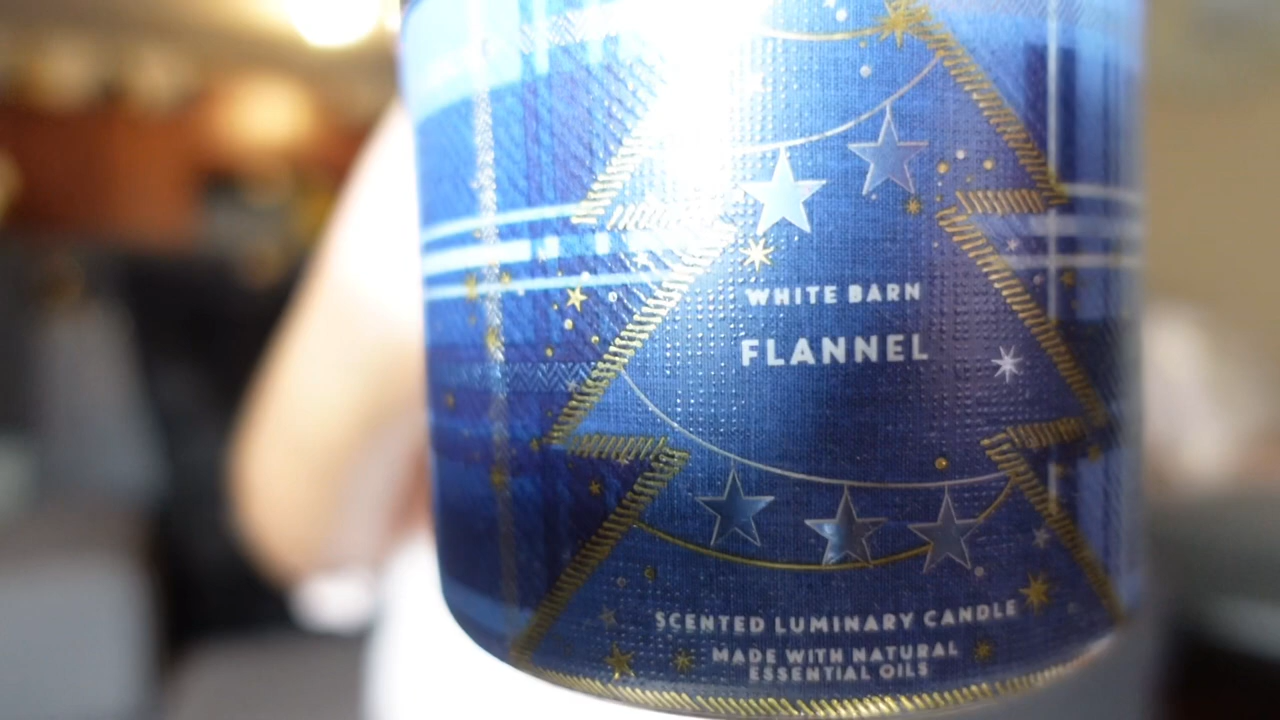 WHITE BARN
FLANNEL
SCENTED LUMINARY CANDLE
MADE WITH NATURAL
ESSENTIAL OILS